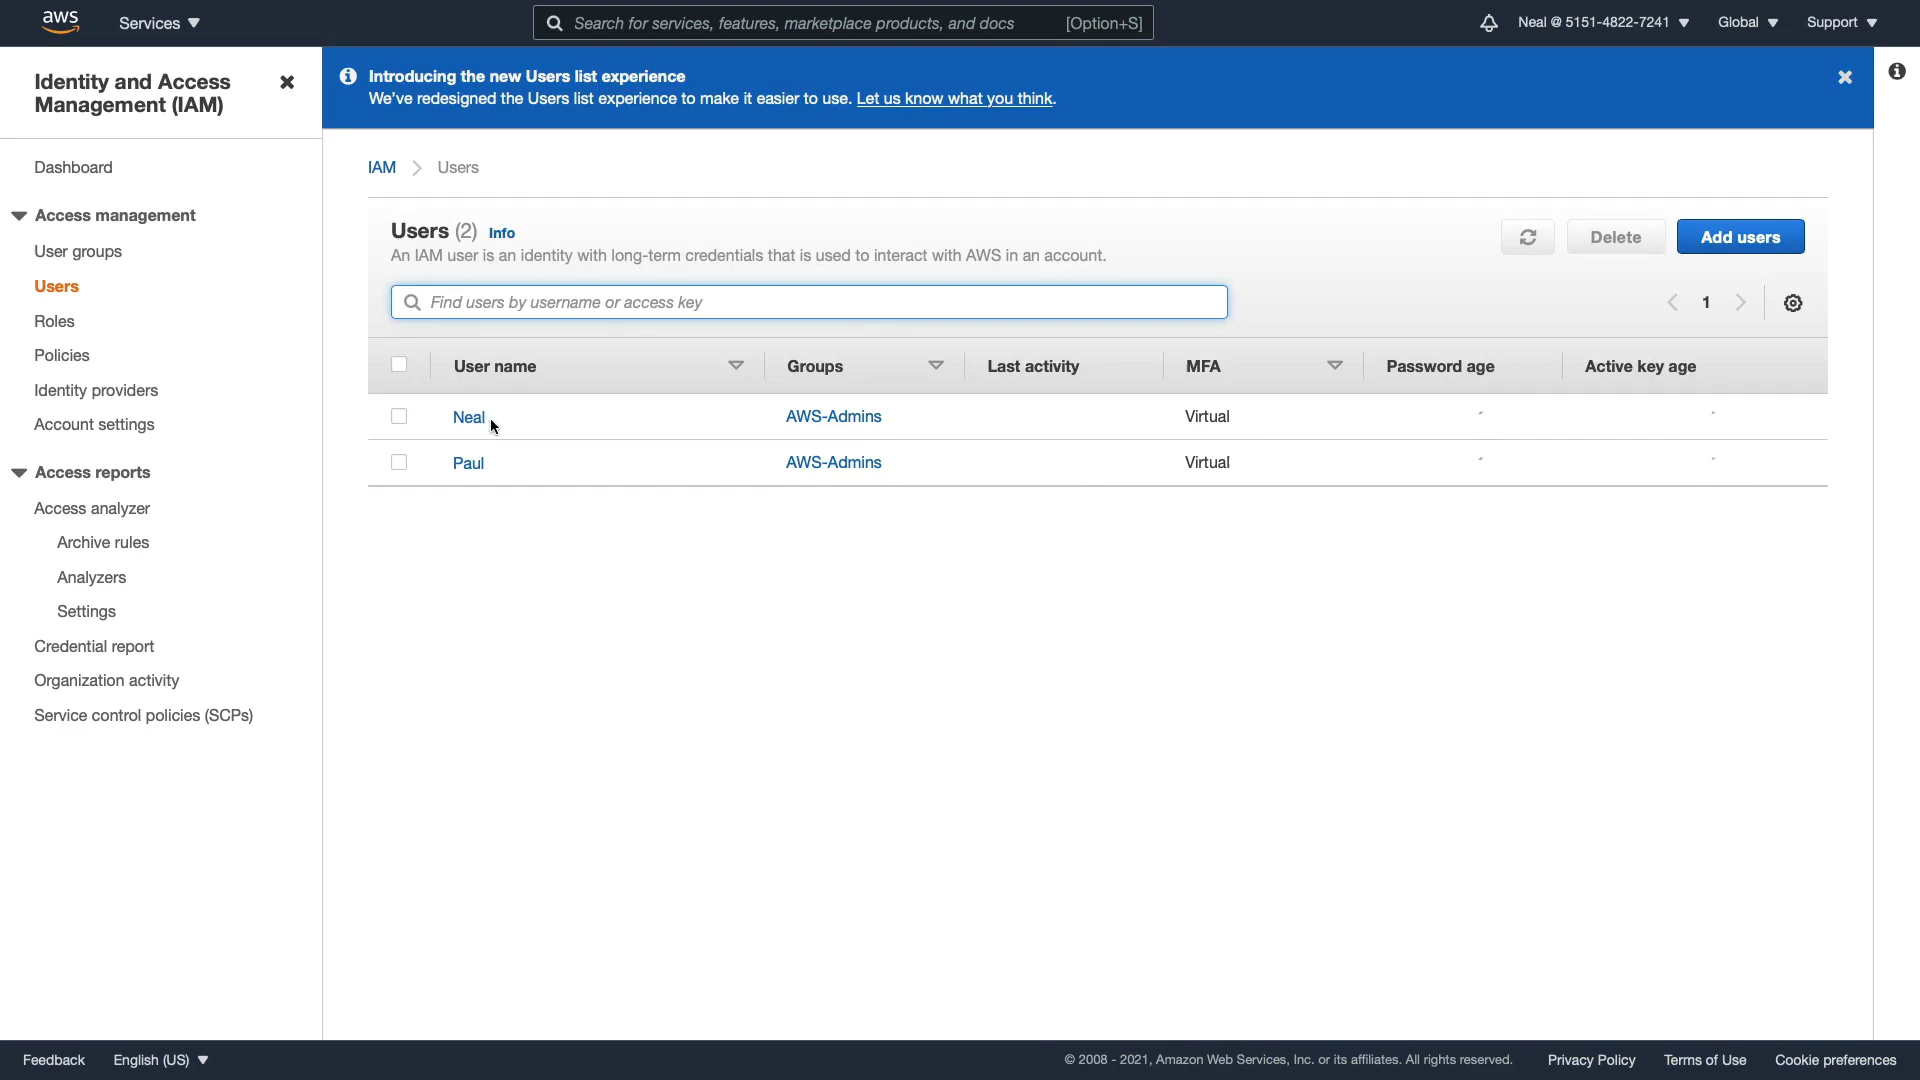 aws
Services
Search for services, features, marketplace products, and docs [Option+S]
Neal @ 5151-4822-7241
Global
Support
Identity and Access
Management (IAM)
Introducing the new Users list experience
We've redesigned the Users list experience to make it easier to use. Let us know what you think.
Dashboard
Access management
User groups
Users
Roles
Policies
Identity providers
Account settings
Access reports
Access analyzer
Archive rules
Analyzers
Settings
Credential report
Organization activity
Service control policies (SCPs)
IAM Users
Users (2) Info
An IAM user is an identity with long-term credentials that is used to interact with AWS in an account.
Delete
Add users
Find users by username or access key
1
User name Groups Last activity MFA Password age Active key age
Neal AWS-Admins Virtual
Paul AWS-Admins Virtual
Feedback English (US) © 2008 - 2021, Amazon Web Services, Inc. or its affiliates. All rights reserved. Privacy Policy Terms of Use Cookie preferences